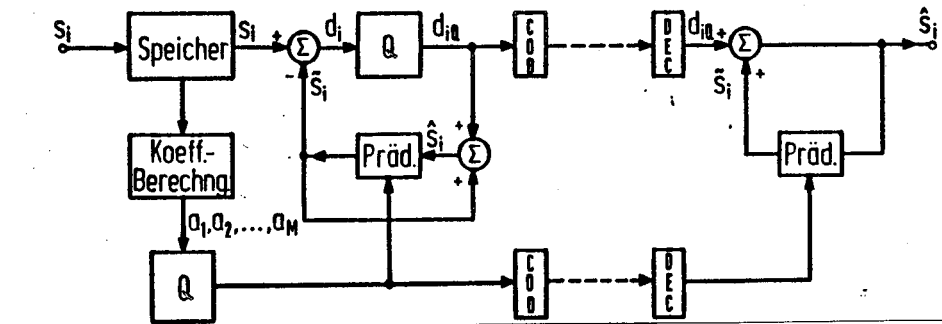 s_i Speicher s_i + Σ d_i Q d_iQ COD DEC d_iQ + Σ ŝ_i
- s̃_i + s̃_i +
Koeff.-
Berechng.
Präd. ŝ_i Σ +
Präd.
a_1, a_2, ..., a_M
Q COD DEC